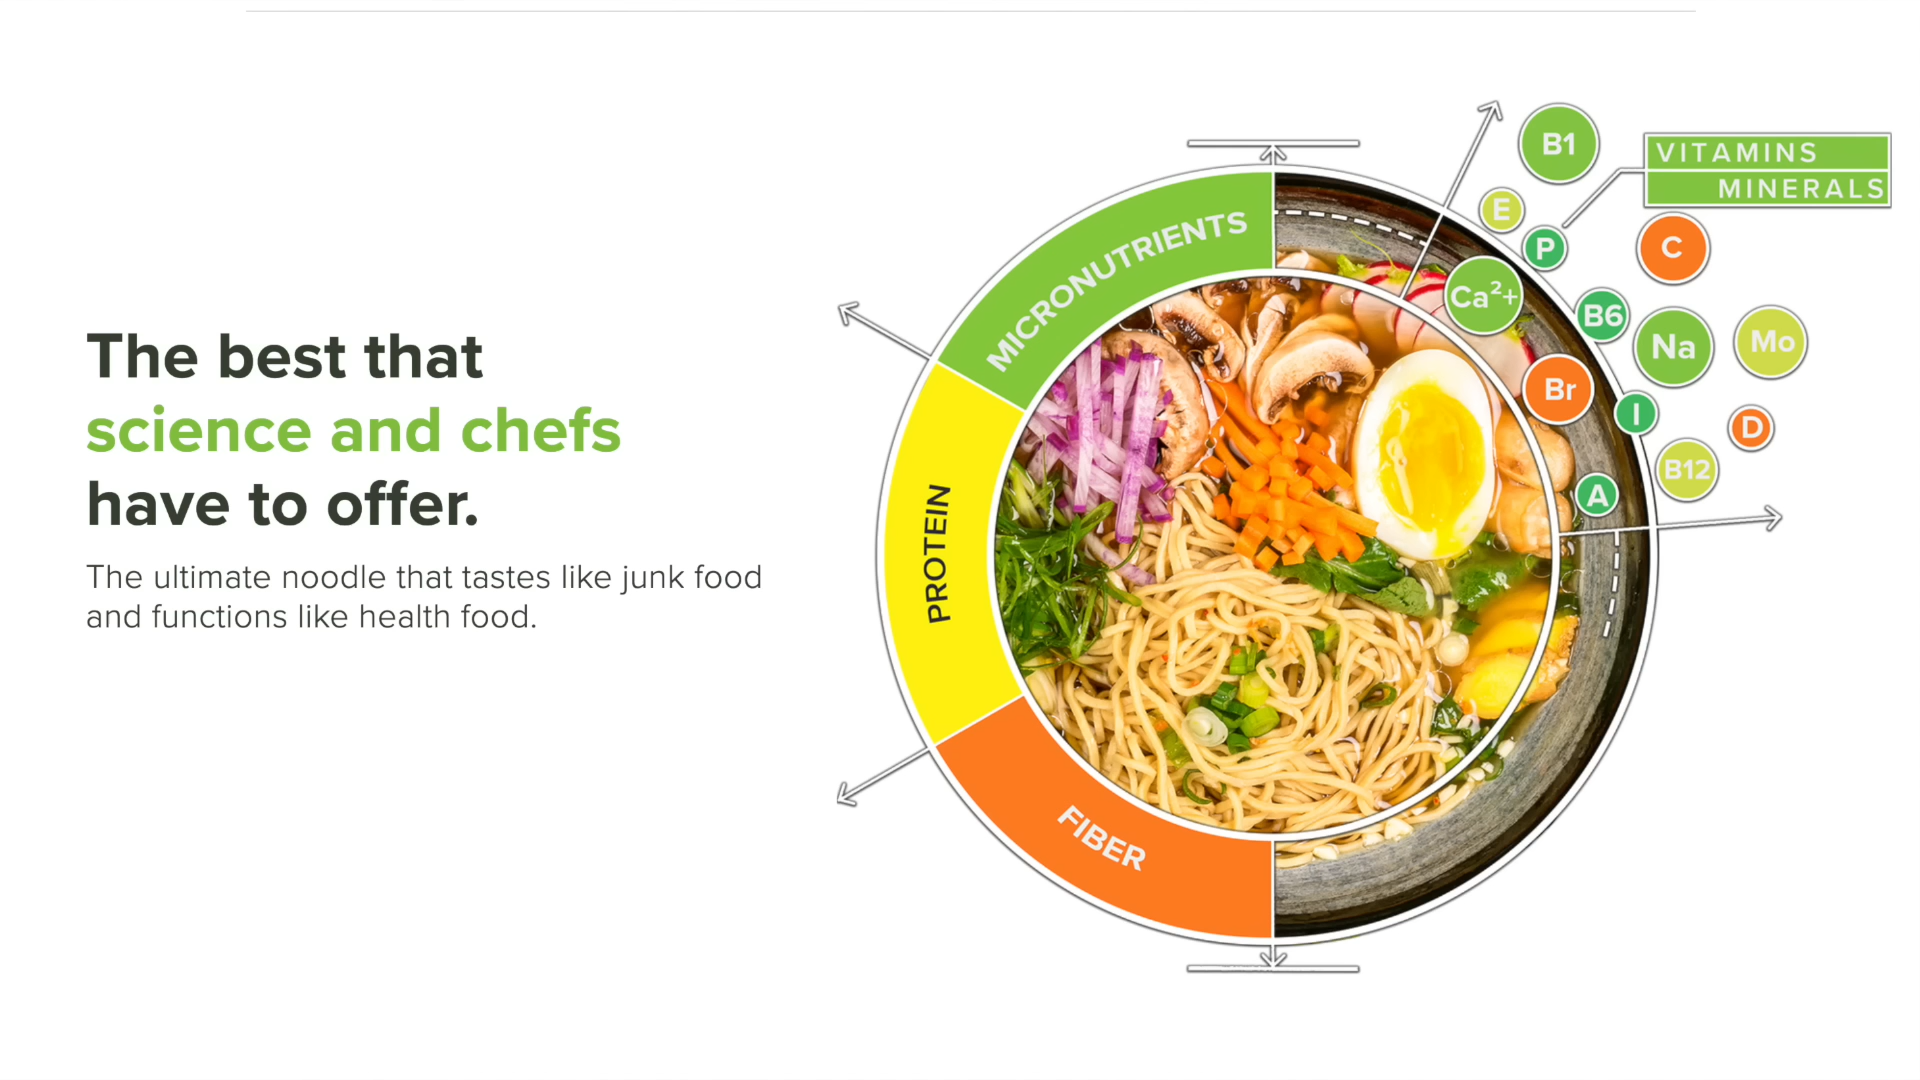 The best that
science and chefs
have to offer.
The ultimate noodle that tastes like junk food
and functions like health food.
MICRONUTRIENTS
PROTEIN
FIBER
VITAMINS
MINERALS
B1
E
P
C
Ca²+
B6
Na
Mo
Br
I
D
B12
A